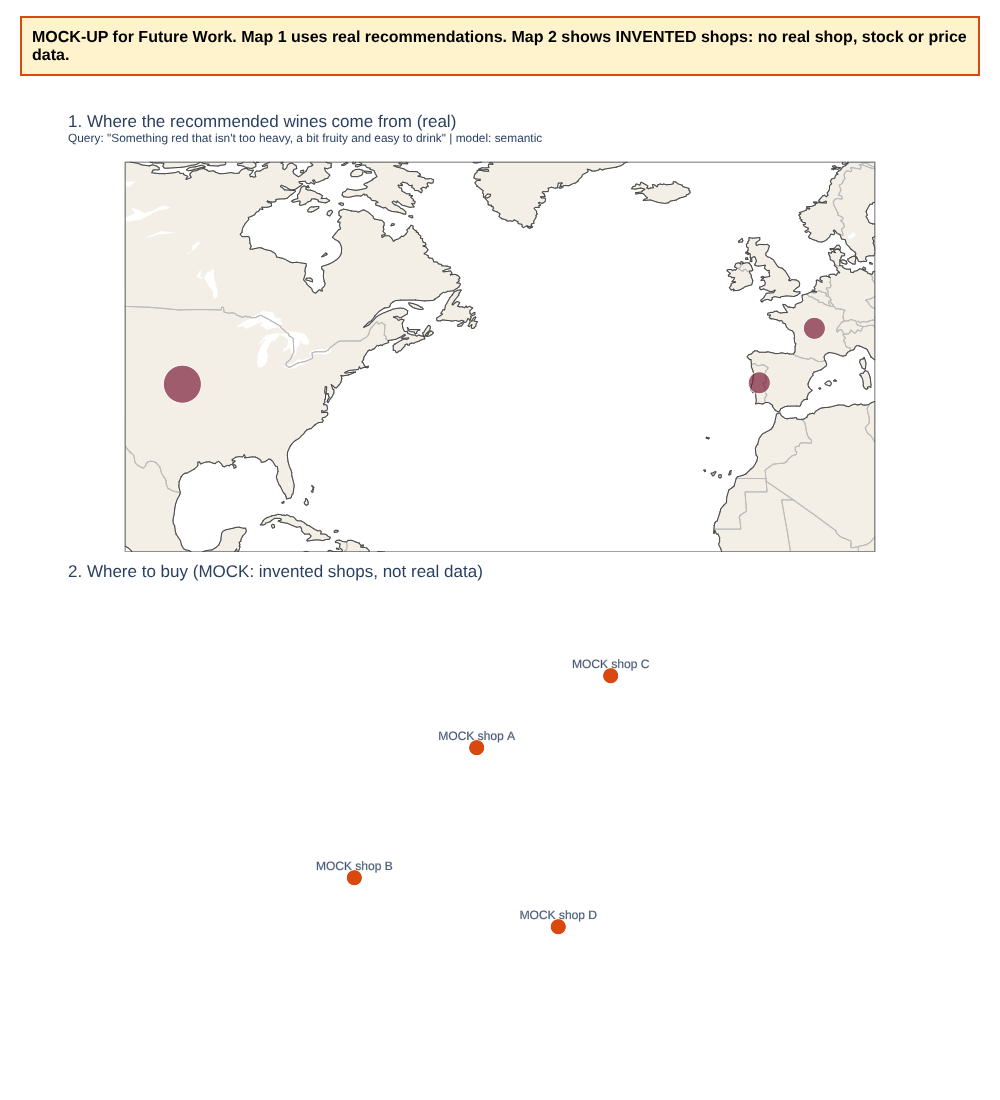 MOCK-UP for Future Work. Map 1 uses real recommendations. Map 2 shows INVENTED shops: no real shop, stock or price
data.
1. Where the recommended wines come from (real)
Query: "Something red that isn't too heavy, a bit fruity and easy to drink" | model: semantic
2. Where to buy (MOCK: invented shops, not real data)
MOCK shop C
MOCK shop A
MOCK shop B
MOCK shop D